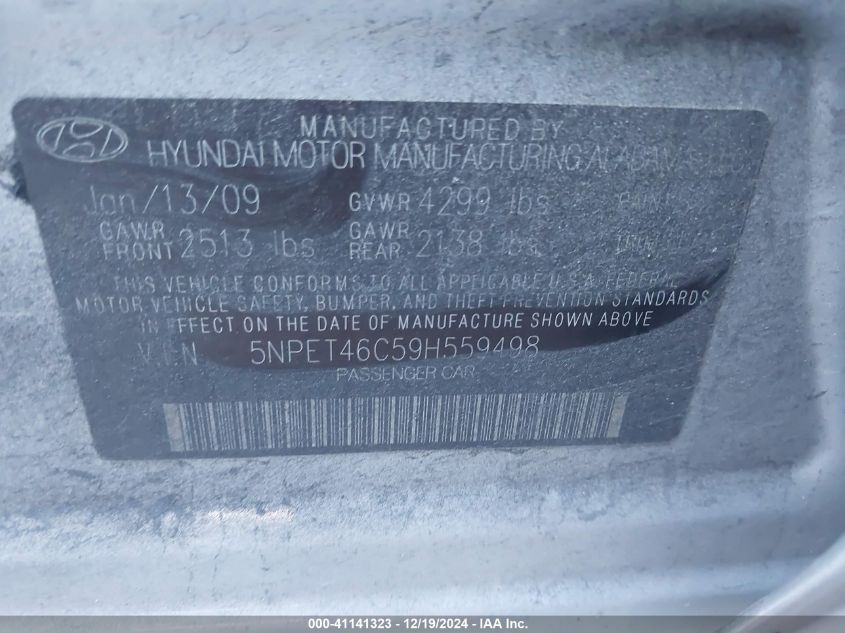 MANUFACTURED BY
HYUNDAI MOTOR MANUFACTURING ALABAMA
Jan/13/09 GVWR 4299 lbs
GAWR FRONT 2513 lbs GAWR REAR 2138 lbs
THIS VEHICLE CONFORMS TO ALL APPLICABLE U.S.A. FEDERAL
MOTOR VEHICLE SAFETY, BUMPER, AND THEFT PREVENTION STANDARDS
IN EFFECT ON THE DATE OF MANUFACTURE SHOWN ABOVE
VIN 5NPET46C59H559498
PASSENGER CAR
000-41141323 / 12/19/2024 - IAA Inc.